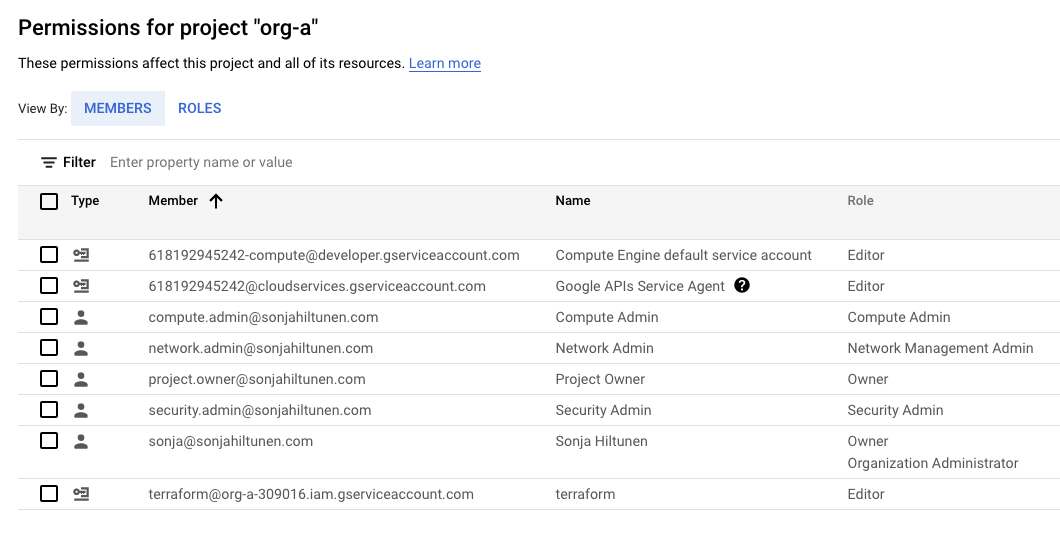 Permissions for project "org-a"
These permissions affect this project and all of its resources. Learn more
View By: MEMBERS ROLES
Filter Enter property name or value
Type Member Name Role
618192945242-compute@developer.gserviceaccount.com Compute Engine default service account Editor
618192945242@cloudservices.gserviceaccount.com Google APIs Service Agent ? Editor
compute.admin@sonjahiltunen.com Compute Admin Compute Admin
network.admin@sonjahiltunen.com Network Admin Network Management Admin
project.owner@sonjahiltunen.com Project Owner Owner
security.admin@sonjahiltunen.com Security Admin Security Admin
sonja@sonjahiltunen.com Sonja Hiltunen Owner
Organization Administrator
terraform@org-a-309016.iam.gserviceaccount.com terraform Editor